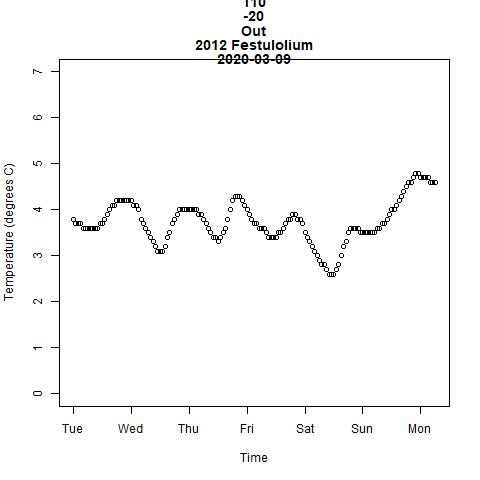 110
-20
Out
2012 Festulolium
2020-03-09
7
6
5
4
3
2
1
0
Temperature (degrees C)
Tue Wed Thu Fri Sat Sun Mon
Time